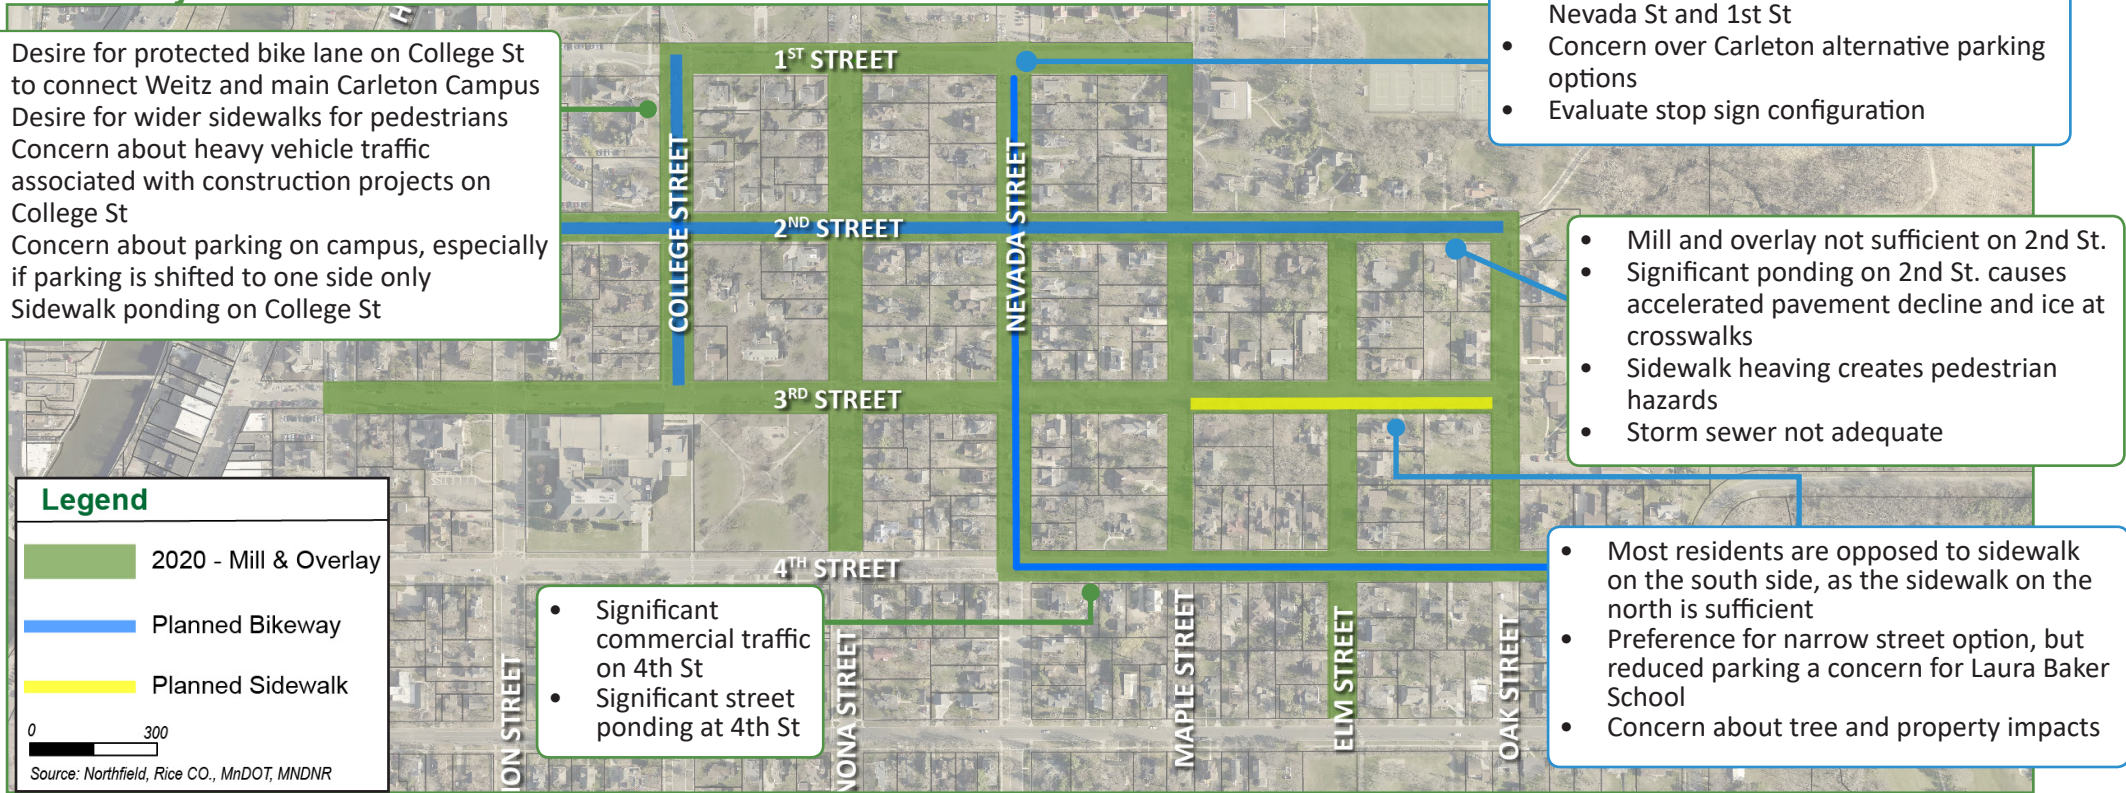 H
Desire for protected bike lane on College St
to connect Weitz and main Carleton Campus
Desire for wider sidewalks for pedestrians
Concern about heavy vehicle traffic
associated with construction projects on
College St
Concern about parking on campus, especially
if parking is shifted to one side only
Sidewalk ponding on College St
Nevada St and 1st St
• Concern over Carleton alternative parking
options
• Evaluate stop sign configuration
1ST STREET
COLLEGE STREET
NEVADA STREET
2ND STREET
• Mill and overlay not sufficient on 2nd St.
• Significant ponding on 2nd St. causes
accelerated pavement decline and ice at
crosswalks
• Sidewalk heaving creates pedestrian
hazards
• Storm sewer not adequate
3RD STREET
4TH STREET
• Significant
commercial traffic
on 4th St
• Significant street
ponding at 4th St
• Most residents are opposed to sidewalk
on the south side, as the sidewalk on the
north is sufficient
• Preference for narrow street option, but
reduced parking a concern for Laura Baker
School
• Concern about tree and property impacts
ION STREET
NONA STREET
MAPLE STREET
ELM STREET
OAK STREET
Legend
2020 - Mill & Overlay
Planned Bikeway
Planned Sidewalk
0 300
Source: Northfield, Rice CO., MnDOT, MNDNR